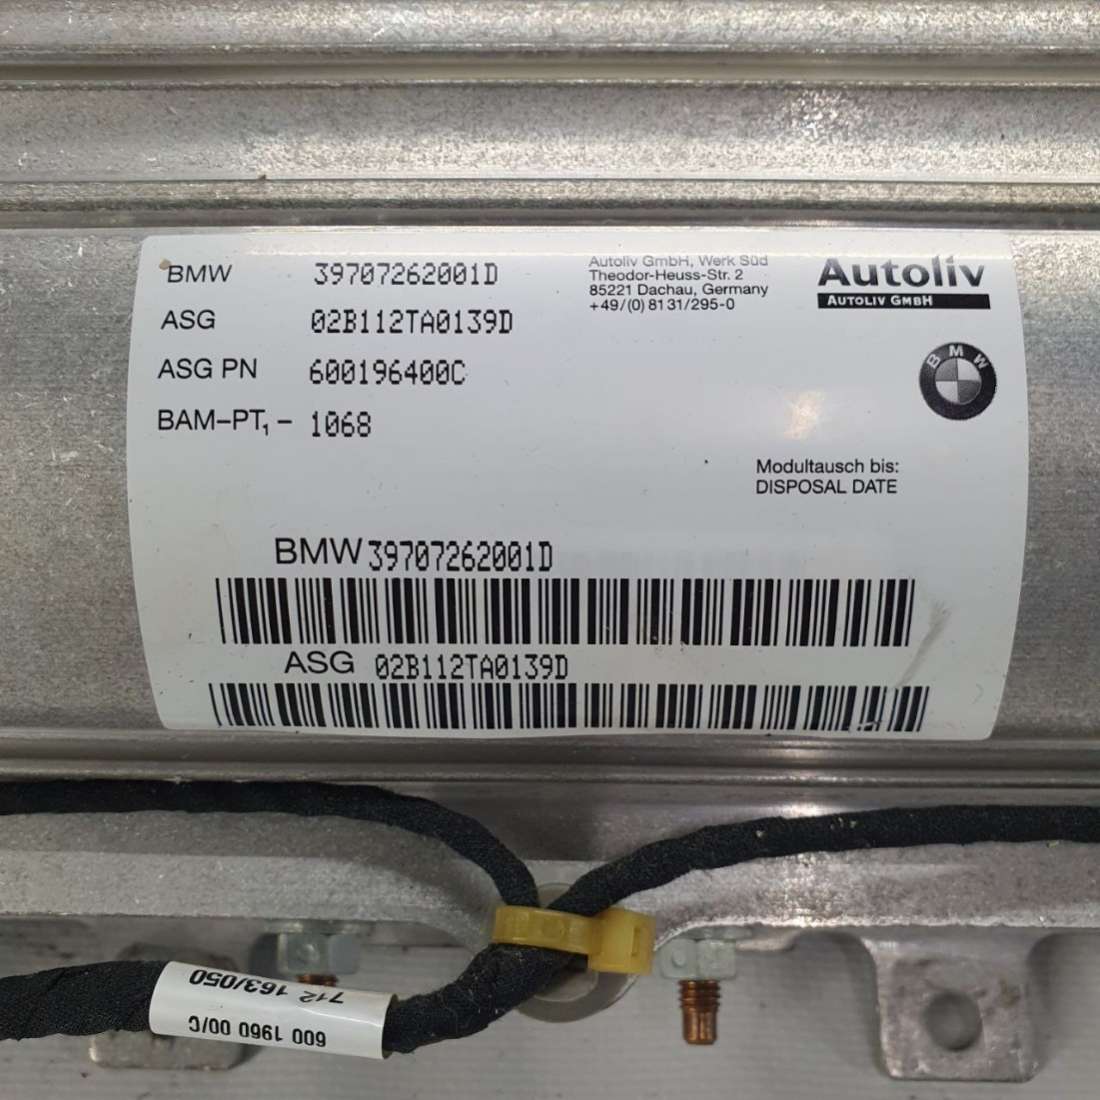 BMW 39707262001D
ASG 02B112TA0139D
ASG PN 600196400C
BAM-PT1- 1068
Autoliv GmbH, Werk Süd
Theodor-Heuss-Str. 2
85221 Dachau, Germany
+49/(0)8131/295-0
Autoliv
AUTOLIV GMBH
BMW
Modultausch bis:
DISPOSAL DATE
BMW 39707262001D
ASG 02B112TA0139D
600 1960 00/C
712 163/050